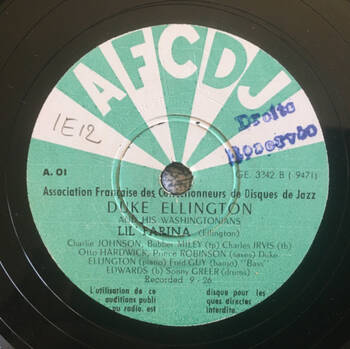 AFCDJ
1E12
Droits
Réservés
A. 01
GE. 3342 B ( 9471)
Association Française des Collectionneurs de Disques de Jazz
DUKE ELLINGTON
AND HIS WASHINGTONIANS
LIL' FARINA (Ellington)
Charlie JOHNSON, Bubber MILEY (tp) Charles IRVIS (tb)
Otto HARDWICK, Prince ROBINSON (saxes) Duke
ELLINGTON (piano) Fred GUY (banjo) "Bass"
EDWARDS (b) Sonny GREER (drums)
Recorded 9 - 26
L'utilisation de ce disque pour les
auditions publiques directes
ou radio. est interdite.